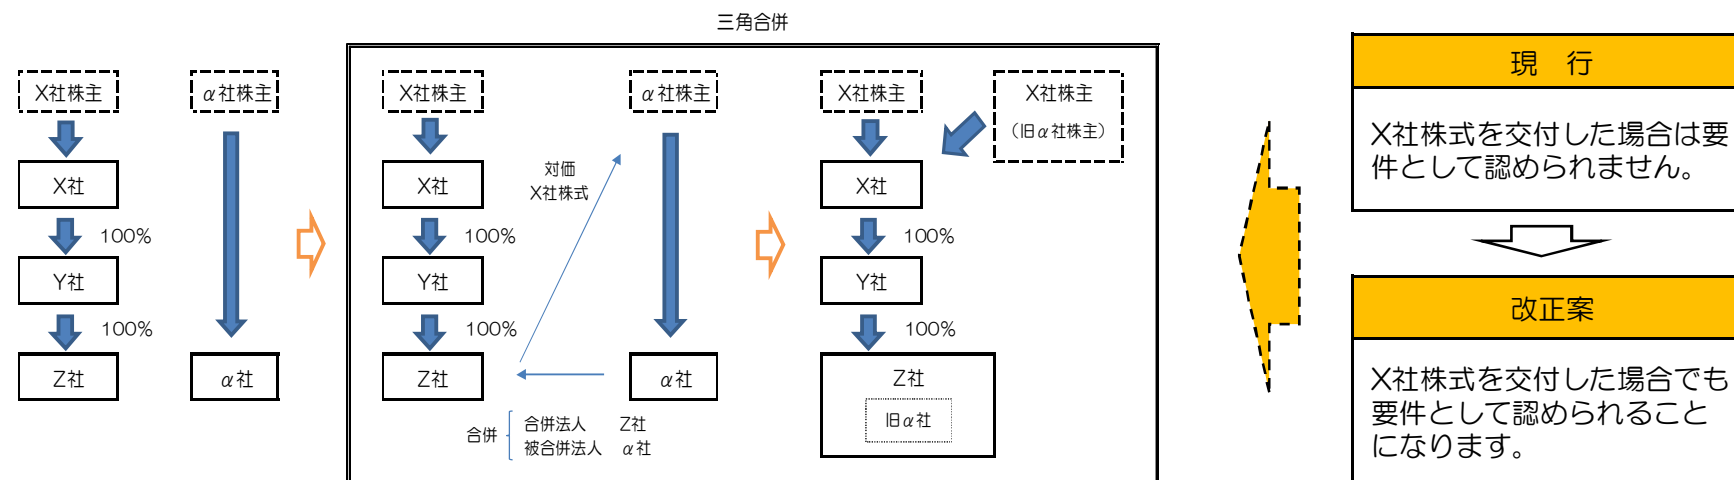 三角合併
X社株主
α社株主
X社
100%
Y社
100%
Z社
α社
X社株主
α社株主
対価
X社株式
X社
100%
Y社
100%
Z社
α社
合併
合併法人 Z社
被合併法人 α社
X社株主
X社株主
（旧α社株主）
X社
100%
Y社
100%
Z社
旧α社
現 行
X社株式を交付した場合は要
件として認められません。
改正案
X社株式を交付した場合でも
要件として認められること
になります。